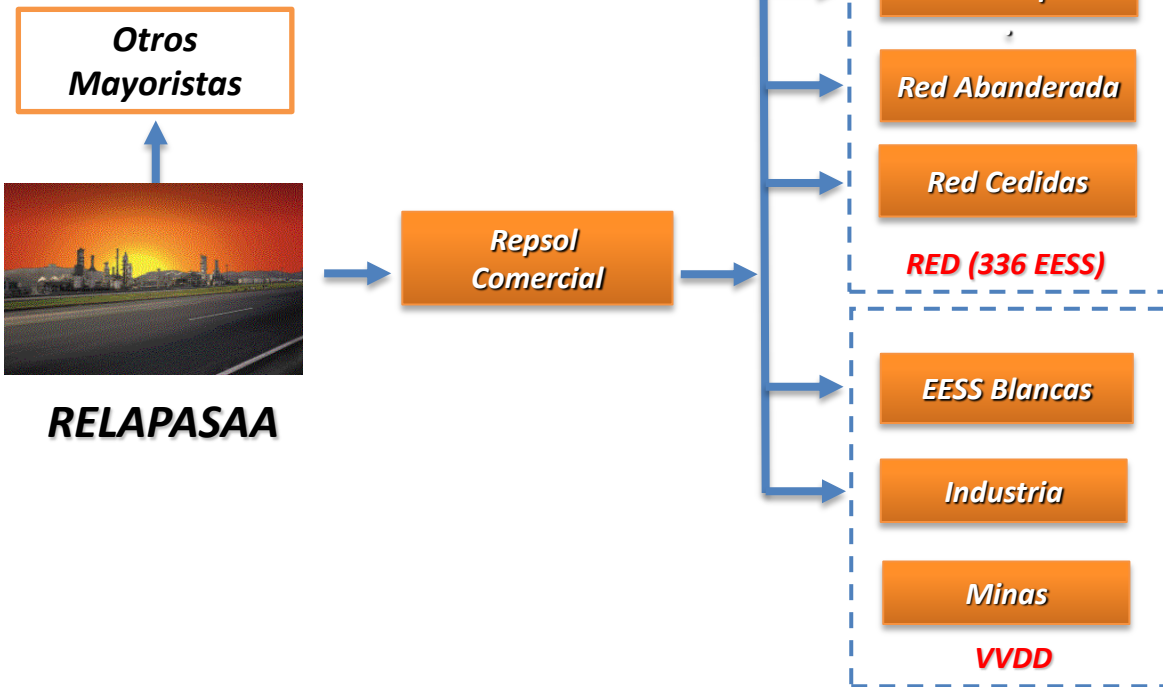 Otros
Mayoristas
Red Abanderada
Red Cedidas
RED (336 EESS)
Repsol
Comercial
RELAPASAA
EESS Blancas
Industria
Minas
VVDD